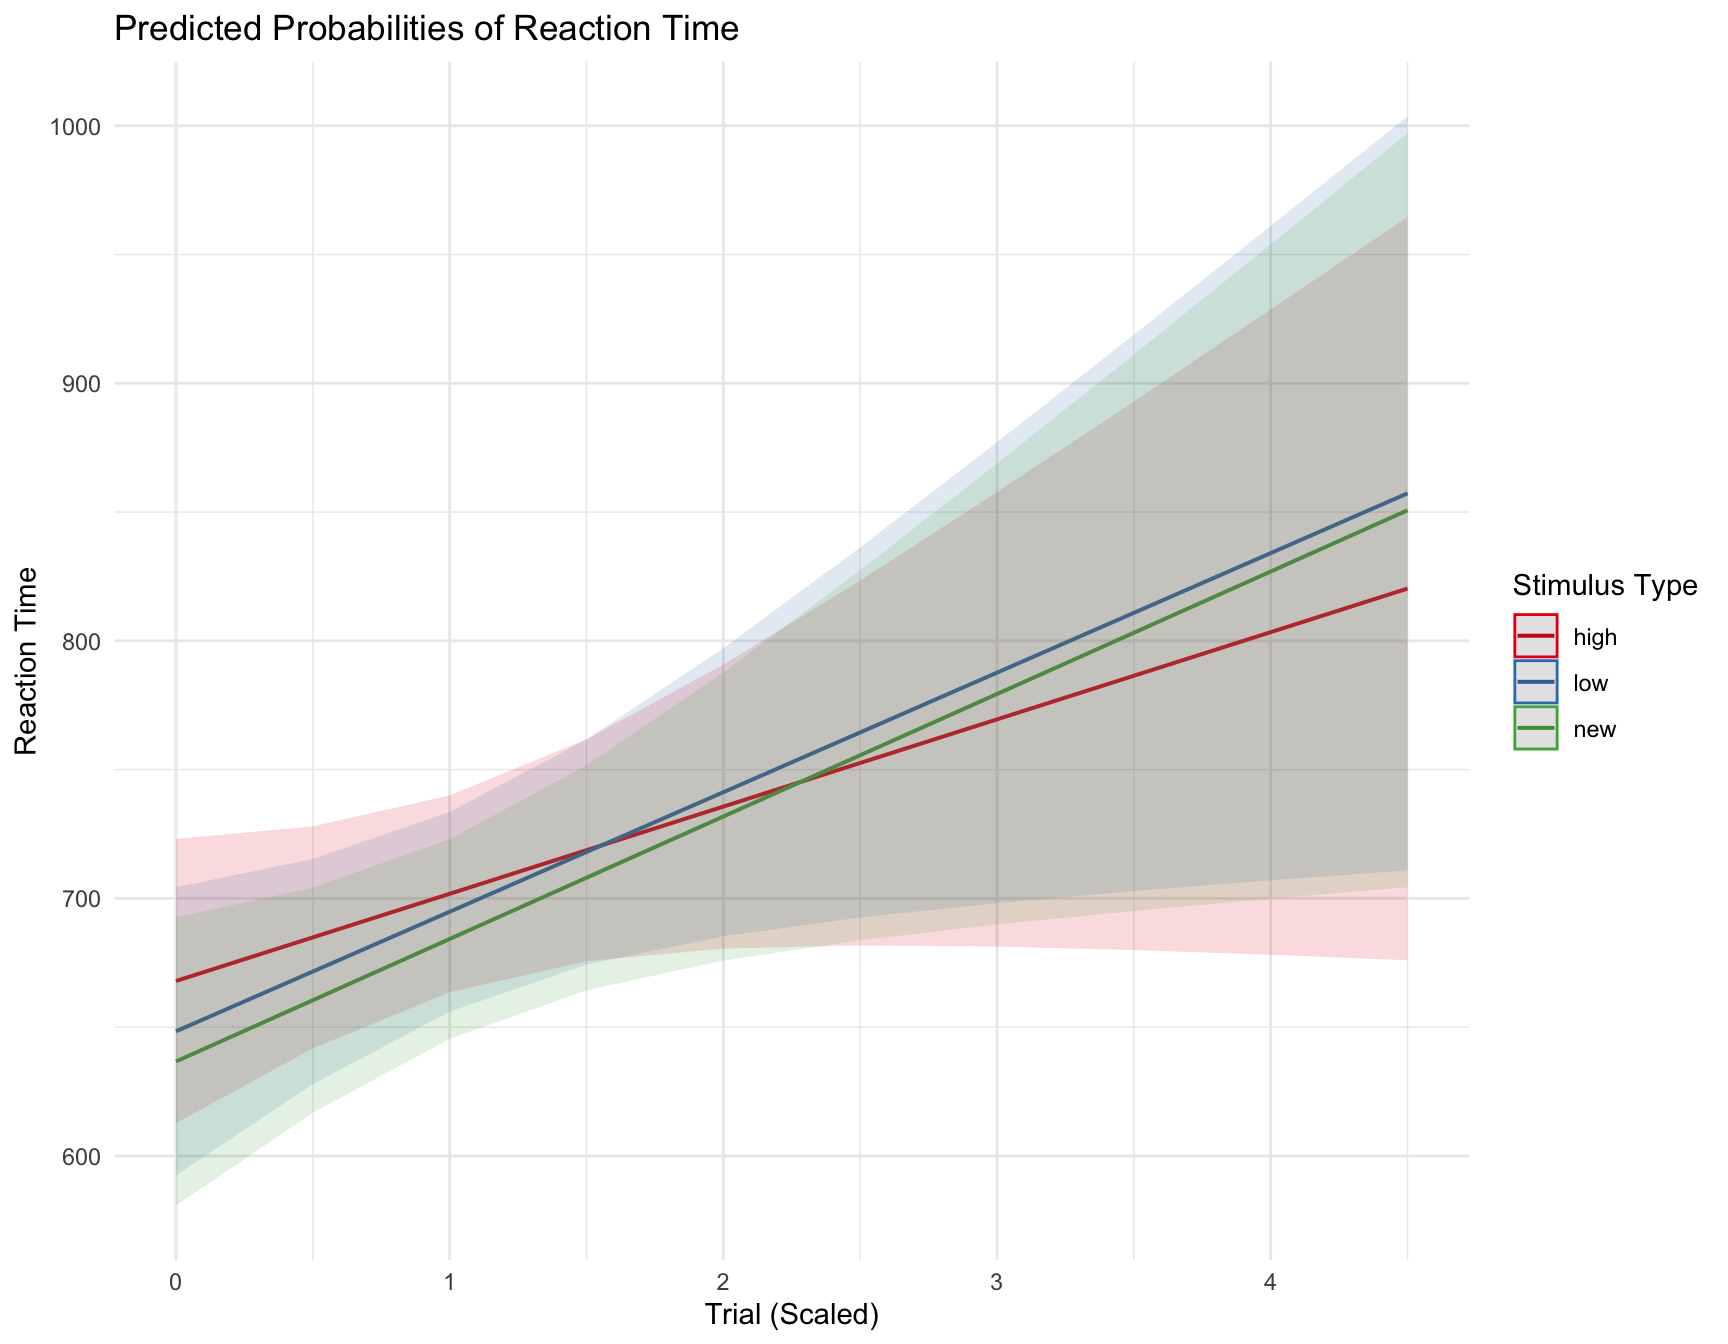 Predicted Probabilities of Reaction Time
1000
900
800
700
600
Reaction Time
0 1 2 3 4
Trial (Scaled)
Stimulus Type
high
low
new